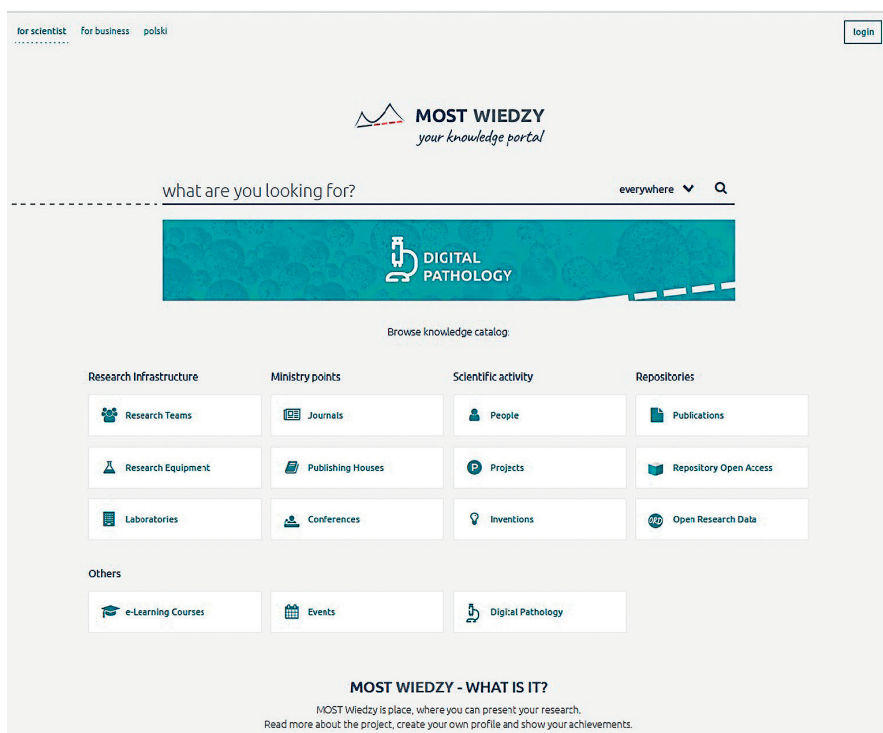 for scientist for business polski login
MOST WIEDZY
your knowledge portal
what are you looking for? everywhere
DIGITAL
PATHOLOGY
Browse knowledge catalog:
Research Infrastructure Ministry points Scientific activity Repositories
Research Teams Journals People Publications
Research Equipment Publishing Houses Projects Repository Open Access
Laboratories Conferences Inventions Open Research Data
Others
e-Learning Courses Events Digital Pathology
MOST WIEDZY - WHAT IS IT?
MOST Wiedzy is place, where you can present your research.
Read more about the project, create your own profile and show your achievements.